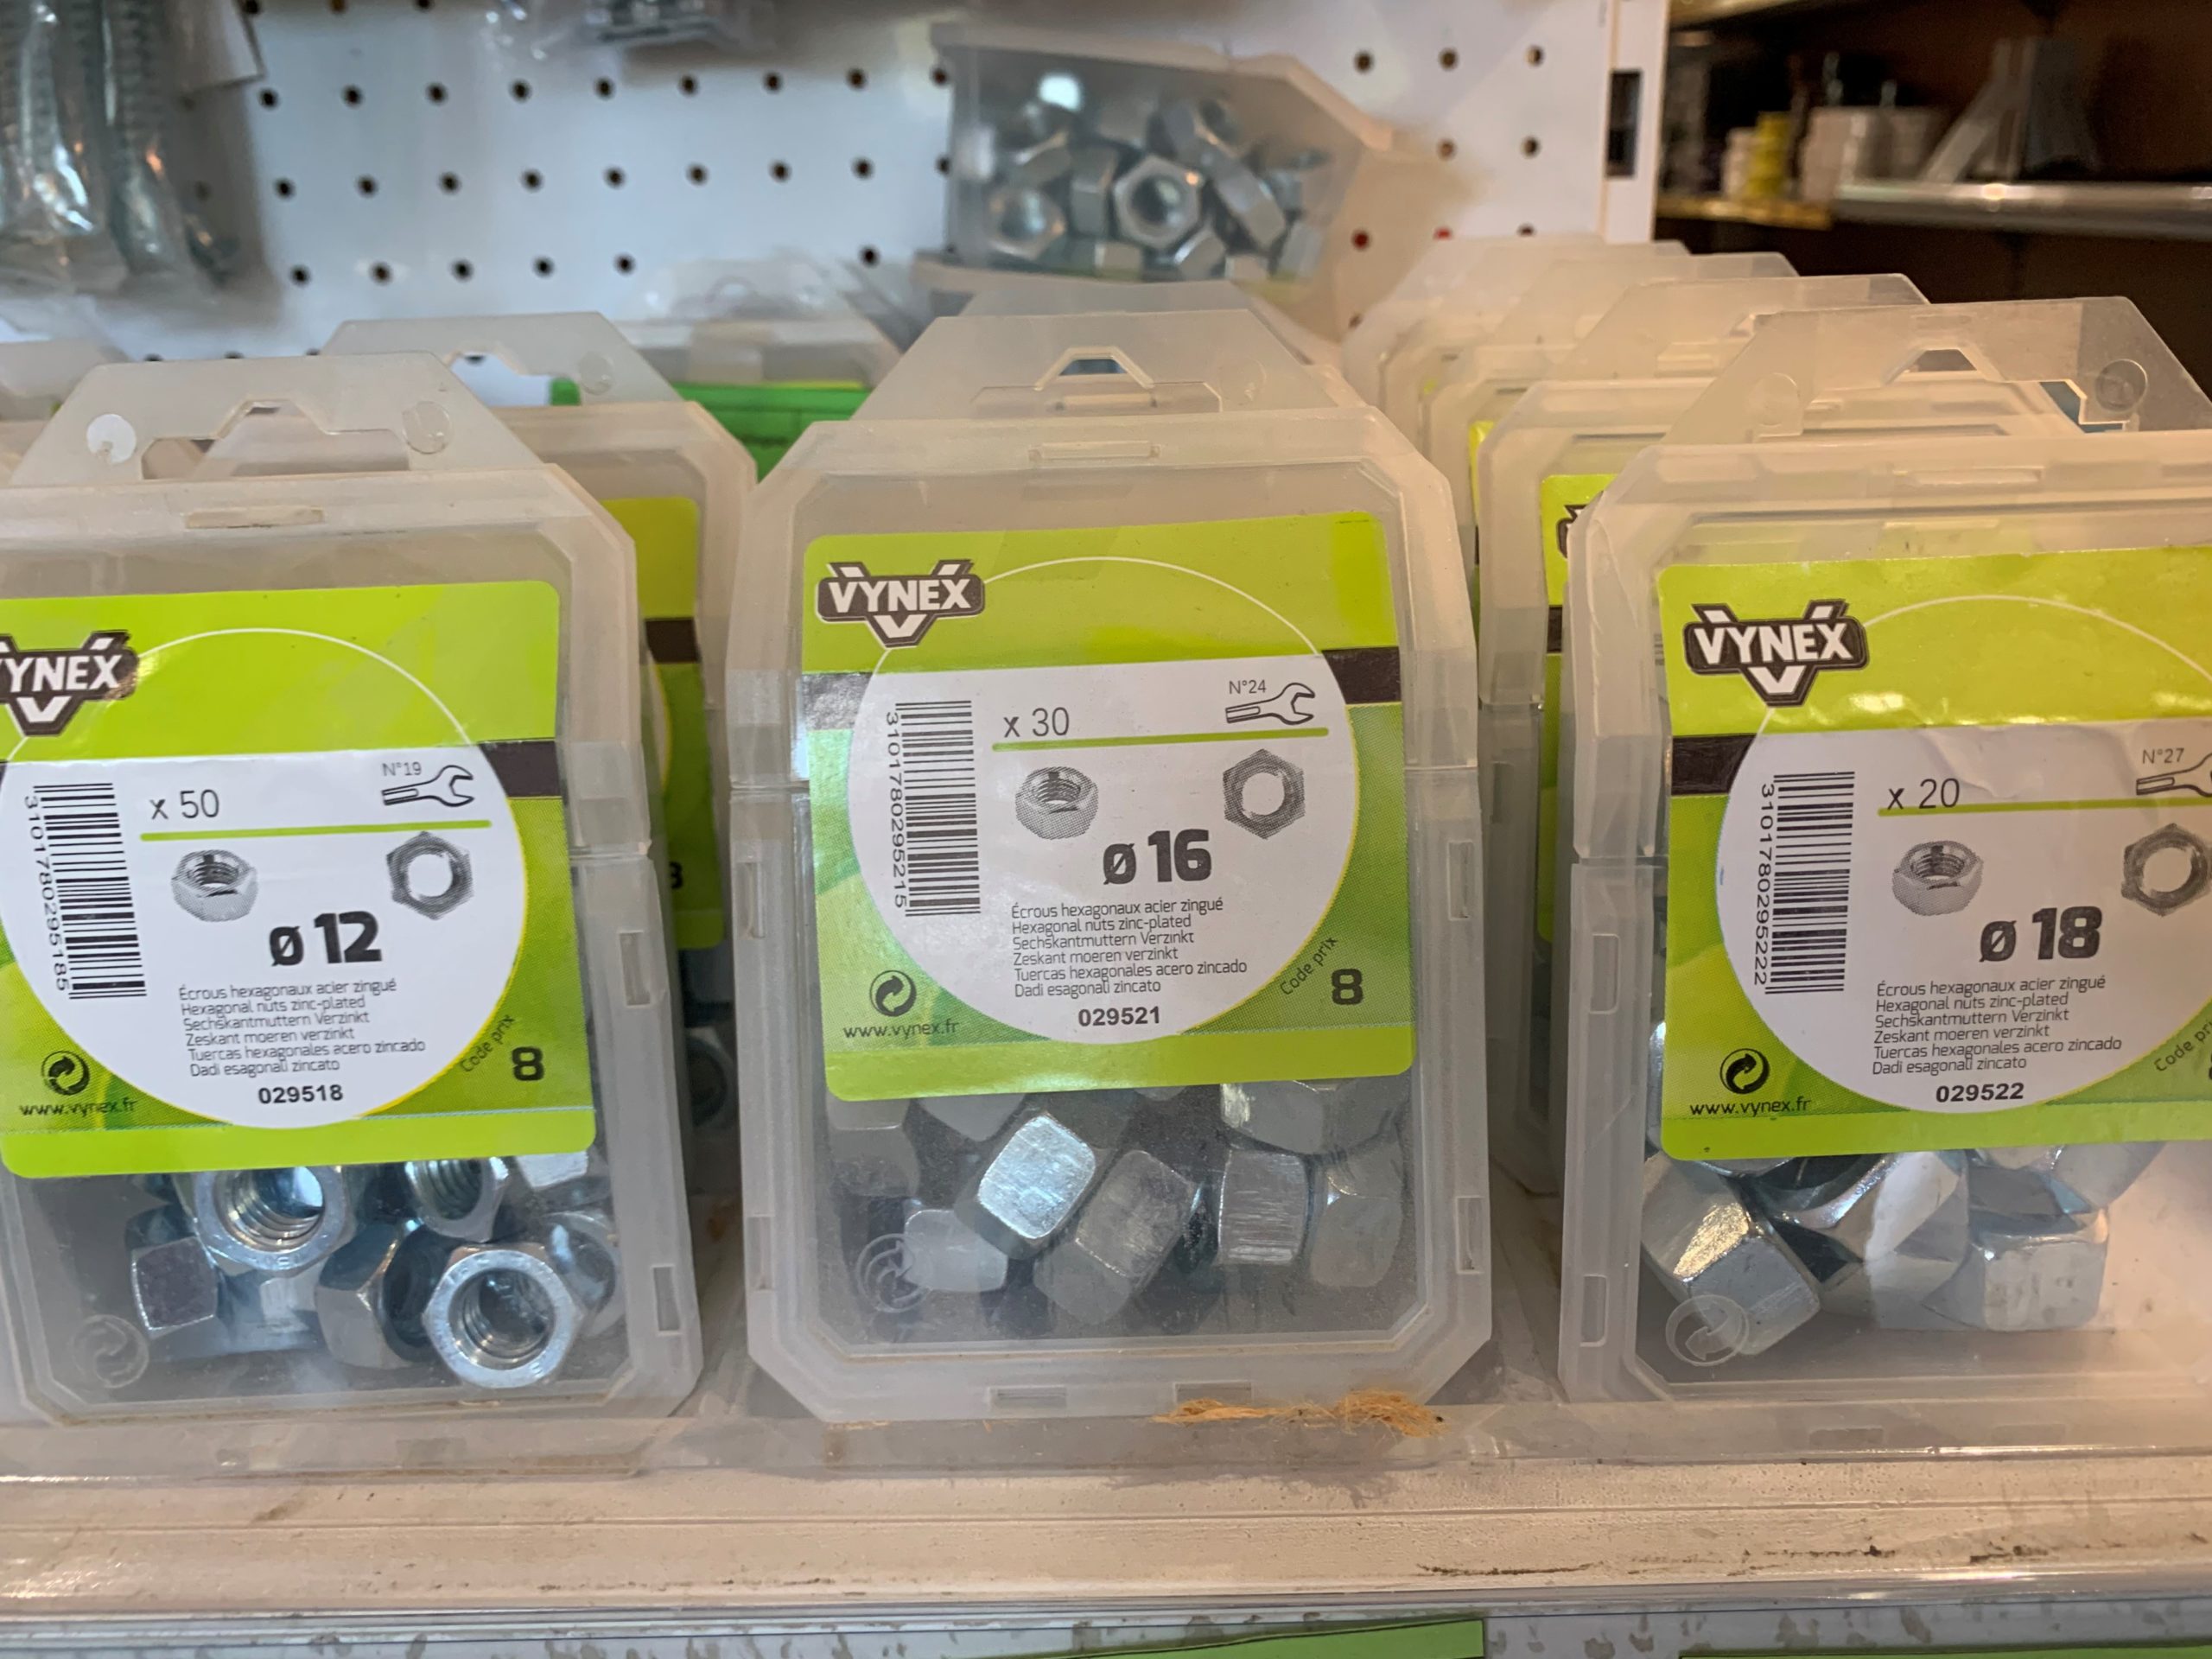 VYNEX
N°19
x 50
3101780295185
ø 12
Écrous hexagonaux acier zingué
Hexagonal nuts zinc-plated
Sechskantmuttern Verzinkt
Zeskant moeren verzinkt
Tuercas hexagonales acero zincado
Dadi esagonali zincato
029518
www.vynex.fr
Code prix
8
VYNEX
N°24
x 30
3101780295215
ø 16
Écrous hexagonaux acier zingué
Hexagonal nuts zinc-plated
Sechskantmuttern Verzinkt
Zeskant moeren verzinkt
Tuercas hexagonales acero zincado
Dadi esagonali zincato
029521
www.vynex.fr
Code prix
8
VYNEX
N°27
x 20
3101780295222
ø 18
Écrous hexagonaux acier zingué
Hexagonal nuts zinc-plated
Sechskantmuttern Verzinkt
Zeskant moeren verzinkt
Tuercas hexagonales acero zincado
Dadi esagonali zincato
029522
www.vynex.fr
Code